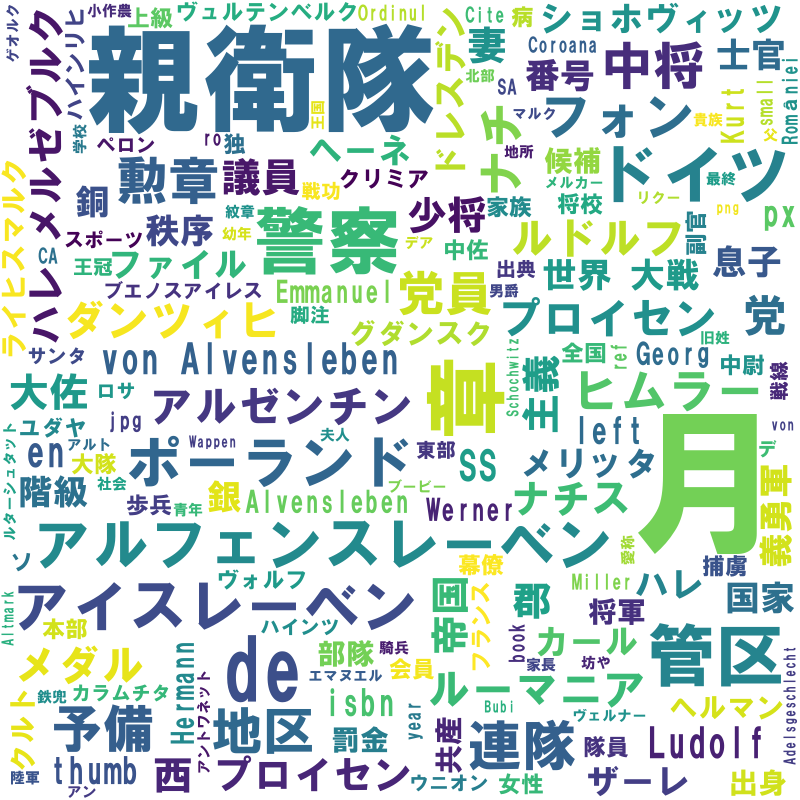 小作農
上級
ヴュルテンベルク
Ordinul
Cite
病
ショホヴィッツ
ゲオルク
ハインリヒ
親衛隊
王国
ドレスデン
妻
北部
Coroana
番号
中将
士官
SA
マルク
フォン
Kurt
貴族
父
small
Romaniei
学校
ペロン
ro
独
ヘーネ
ナチ
地所
ドイツ
ハレ
メルゼブルク
勲章
議員
クリミア
候補
メルカー
最終
銅
紋章
戦功
少将
家族
将校
リクー
png
px
ライヒスマルク
スポーツ
秩序
幼年
警察
デア
中佐
ルドルフ
副官
息子
CA
王冠
ファイル
出典
世界
大戦
ブエノスアイレス
Emmanuel
党員
男爵
ダンツィヒ
脚注
グダンスク
プロイセン
旧姓
党
サンタ
von Alvensleben
章
Schochwitz
主義
全国
ref
Georg
中尉
戦線
大佐
ロサ
アルゼンチン
ヒムラー
ユダヤ
jpg
夫人
left
月
von
ルターシュタット
en
アルト
Wappen
ポーランド
東部
SS
メリッタ
デ
大隊
社会
階級
歩兵
青年
銀
Alvensleben
ブービー
Werner
ナチス
義勇軍
ソ
アルフェンスレーベン
愛称
捕虜
ヴォルフ
幕僚
Miller
ハレ
国家
Altmark
アイスレーベン
帝国
フランス
郡
将軍
本部
ハインツ
騎兵
book
カール
管区
メダル
Hermann
部隊
会員
家長
坊や
Adelsgeschlecht
鉄兜
カラムチタ
アントワネット
de
エマヌエル
ルーマニア
ヘルマン
クルト
予備
地区
isbn
year
Bubi
ヴェルナー
罰金
共産
連隊
隊員
Ludolf
陸軍
thumb
アン
西
プロイセン
ウニオン
女性
ザーレ
出身